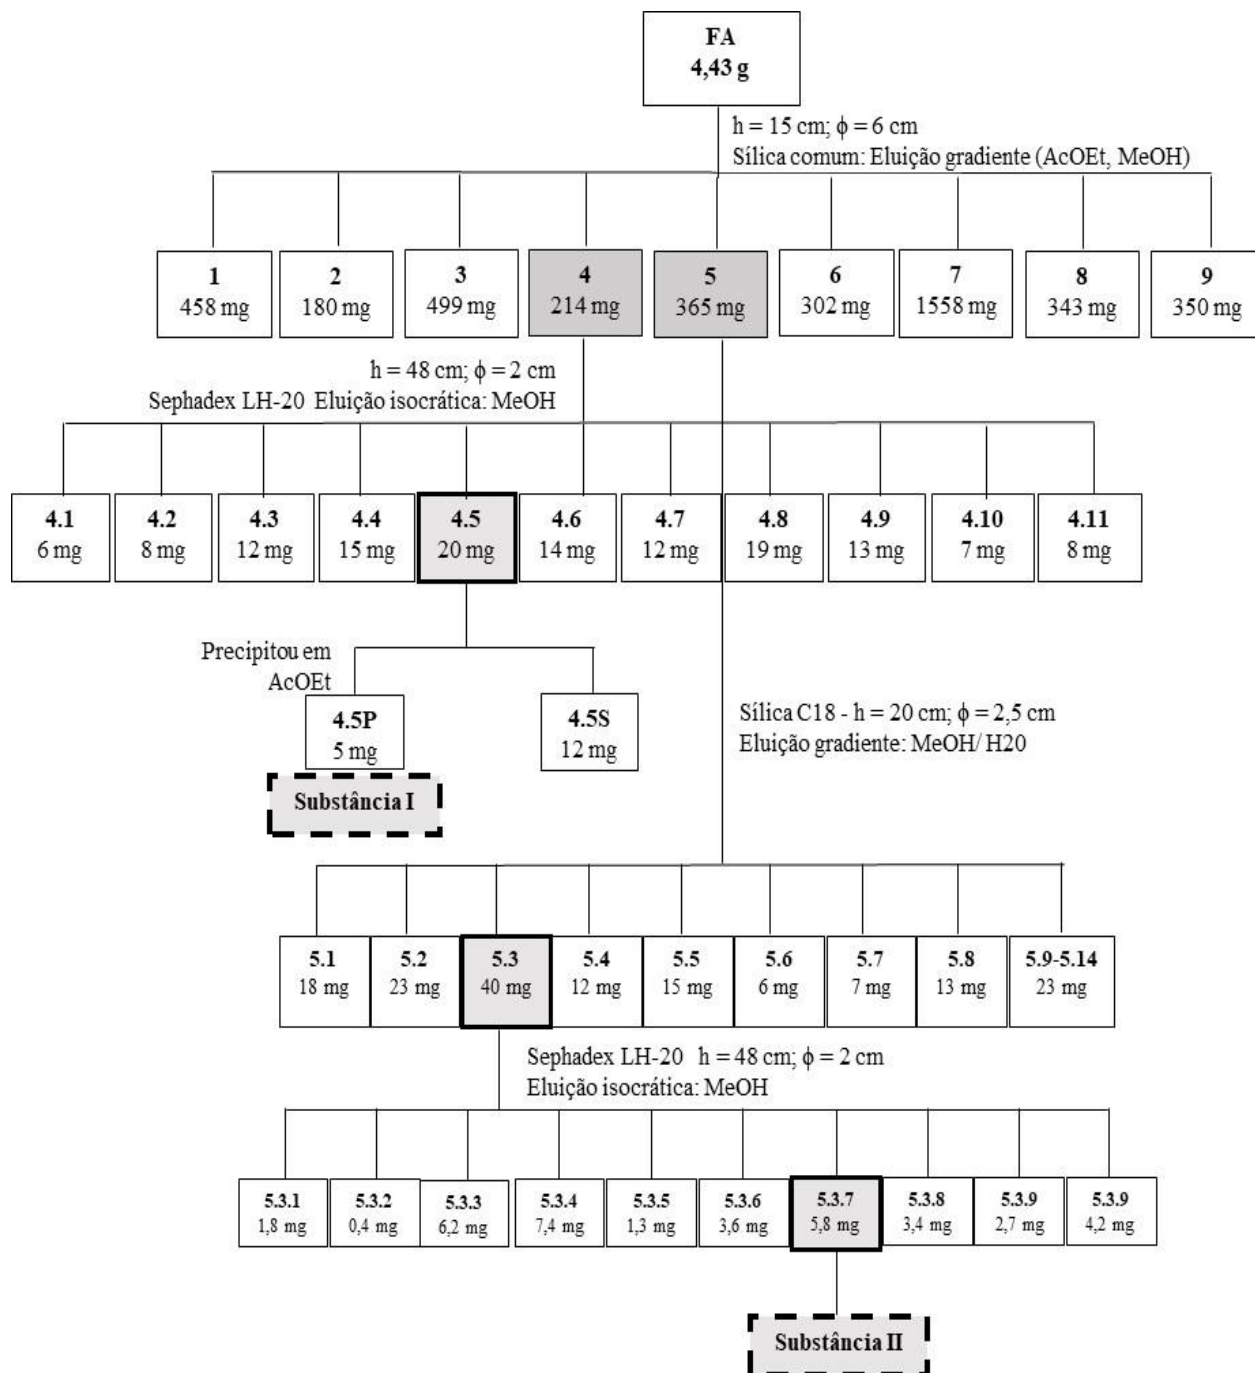 FA
4,43 g
h = 15 cm; ϕ = 6 cm
Sílica comum: Eluição gradiente (AcOEt, MeOH)
1
458 mg
2
180 mg
3
499 mg
4
214 mg
5
365 mg
6
302 mg
7
1558 mg
8
343 mg
9
350 mg
h = 48 cm; ϕ = 2 cm
Sephadex LH-20 Eluição isocrática: MeOH
4.1
6 mg
4.2
8 mg
4.3
12 mg
4.4
15 mg
4.5
20 mg
4.6
14 mg
4.7
12 mg
4.8
19 mg
4.9
13 mg
4.10
7 mg
4.11
8 mg
Precipitou em
AcOEt
4.5P
5 mg
4.5S
12 mg
Substância I
Sílica C18 - h = 20 cm; ϕ = 2,5 cm
Eluição gradiente: MeOH/ H20
5.1
18 mg
5.2
23 mg
5.3
40 mg
5.4
12 mg
5.5
15 mg
5.6
6 mg
5.7
7 mg
5.8
13 mg
5.9-5.14
23 mg
Sephadex LH-20 h = 48 cm; ϕ = 2 cm
Eluição isocrática: MeOH
5.3.1
1,8 mg
5.3.2
0,4 mg
5.3.3
6,2 mg
5.3.4
7,4 mg
5.3.5
1,3 mg
5.3.6
3,6 mg
5.3.7
5,8 mg
5.3.8
3,4 mg
5.3.9
2,7 mg
5.3.9
4,2 mg
Substância II